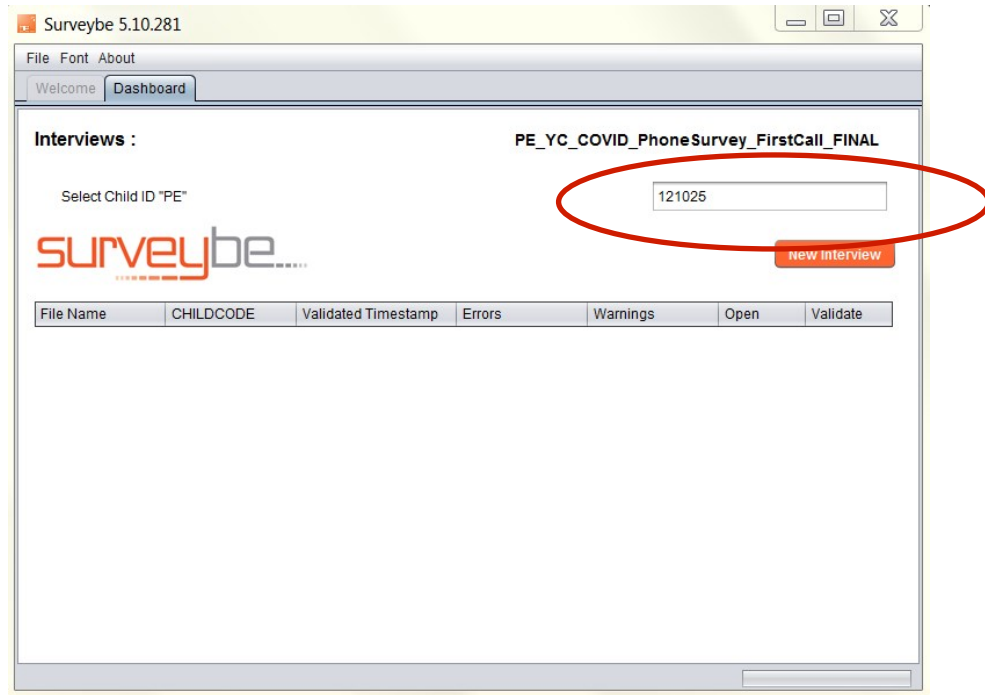 Surveybe 5.10.281
File Font About
Welcome Dashboard
Interviews : PE_YC_COVID_PhoneSurvey_FirstCall_FINAL
Select Child ID "PE" 121025
surveybe.....
New Interview
File Name CHILDCODE Validated Timestamp Errors Warnings Open Validate